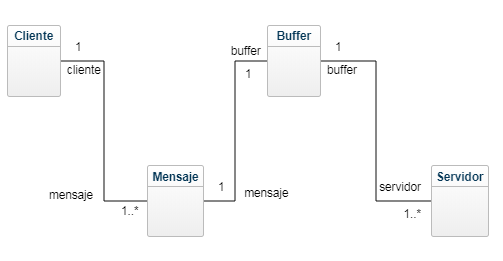 Cliente
1
cliente
Buffer
buffer
1
1
buffer
Mensaje
mensaje
1..*
1
mensaje
Servidor
servidor
1..*